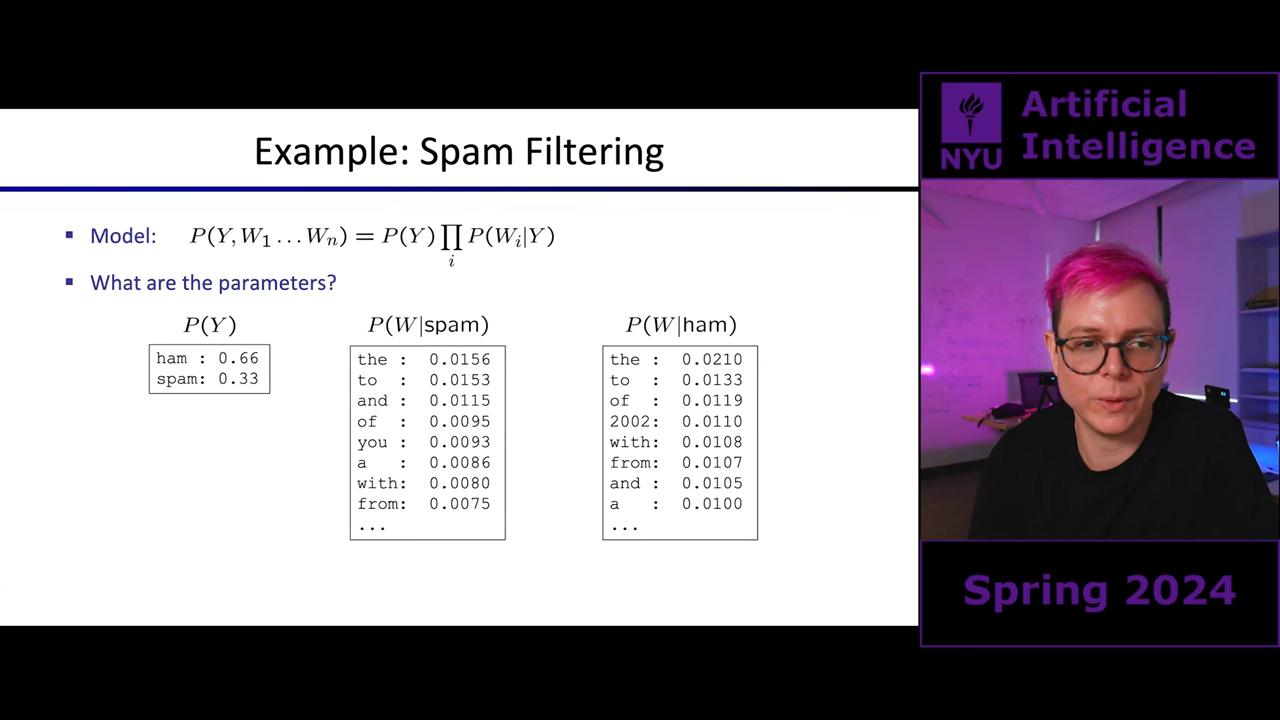 Example: Spam Filtering
▪ Model: P(Y, W₁ … Wₙ) = P(Y) ∏ᵢ P(Wᵢ|Y)
▪ What are the parameters?
P(Y)
ham : 0.66
spam: 0.33
P(W|spam)
the : 0.0156
to : 0.0153
and : 0.0115
of : 0.0095
you : 0.0093
a : 0.0086
with: 0.0080
from: 0.0075
...
P(W|ham)
the : 0.0210
to : 0.0133
of : 0.0119
2002: 0.0110
with: 0.0108
from: 0.0107
and : 0.0105
a : 0.0100
...
NYU
Artificial
Intelligence
Spring 2024